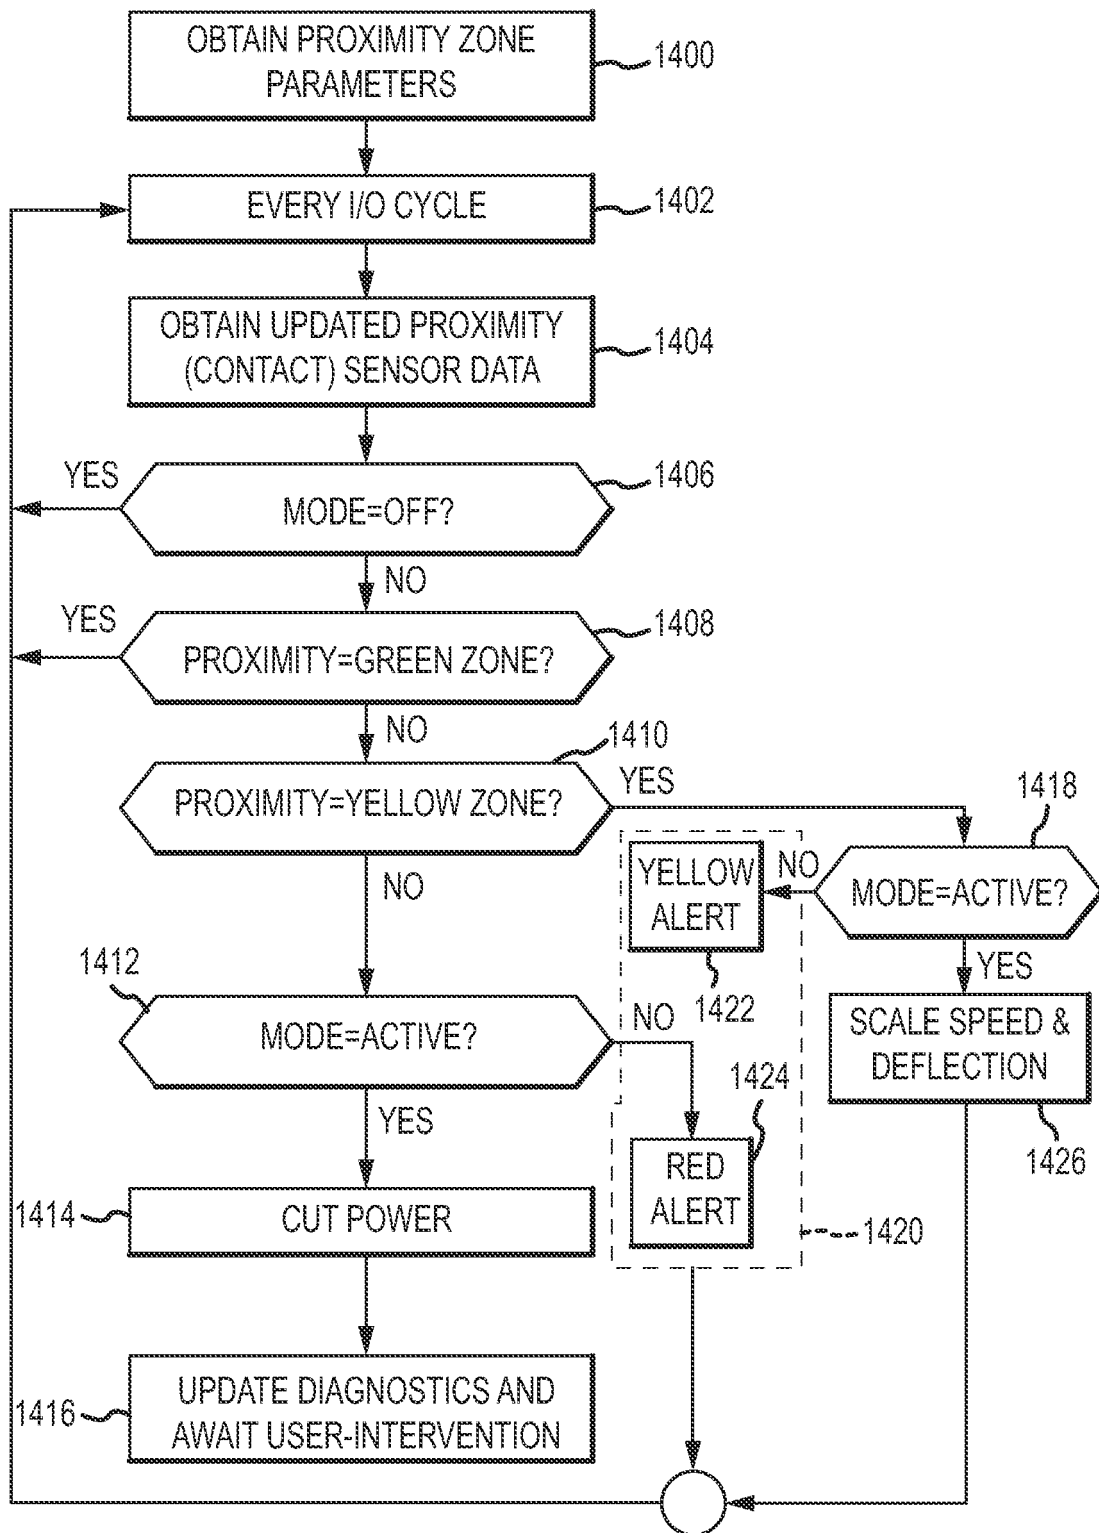 OBTAIN PROXIMITY ZONE
PARAMETERS
1400
EVERY I/O CYCLE
1402
OBTAIN UPDATED PROXIMITY
(CONTACT) SENSOR DATA
1404
YES
MODE=OFF?
1406
NO
YES
PROXIMITY=GREEN ZONE?
1408
NO
1410
PROXIMITY=YELLOW ZONE?
YES
1418
NO
MODE=ACTIVE?
YELLOW
ALERT
1422
YES
SCALE SPEED &
DEFLECTION
1426
NO
1412
MODE=ACTIVE?
NO
1424
RED
ALERT
1420
YES
1414
CUT POWER
1416
UPDATE DIAGNOSTICS AND
AWAIT USER-INTERVENTION